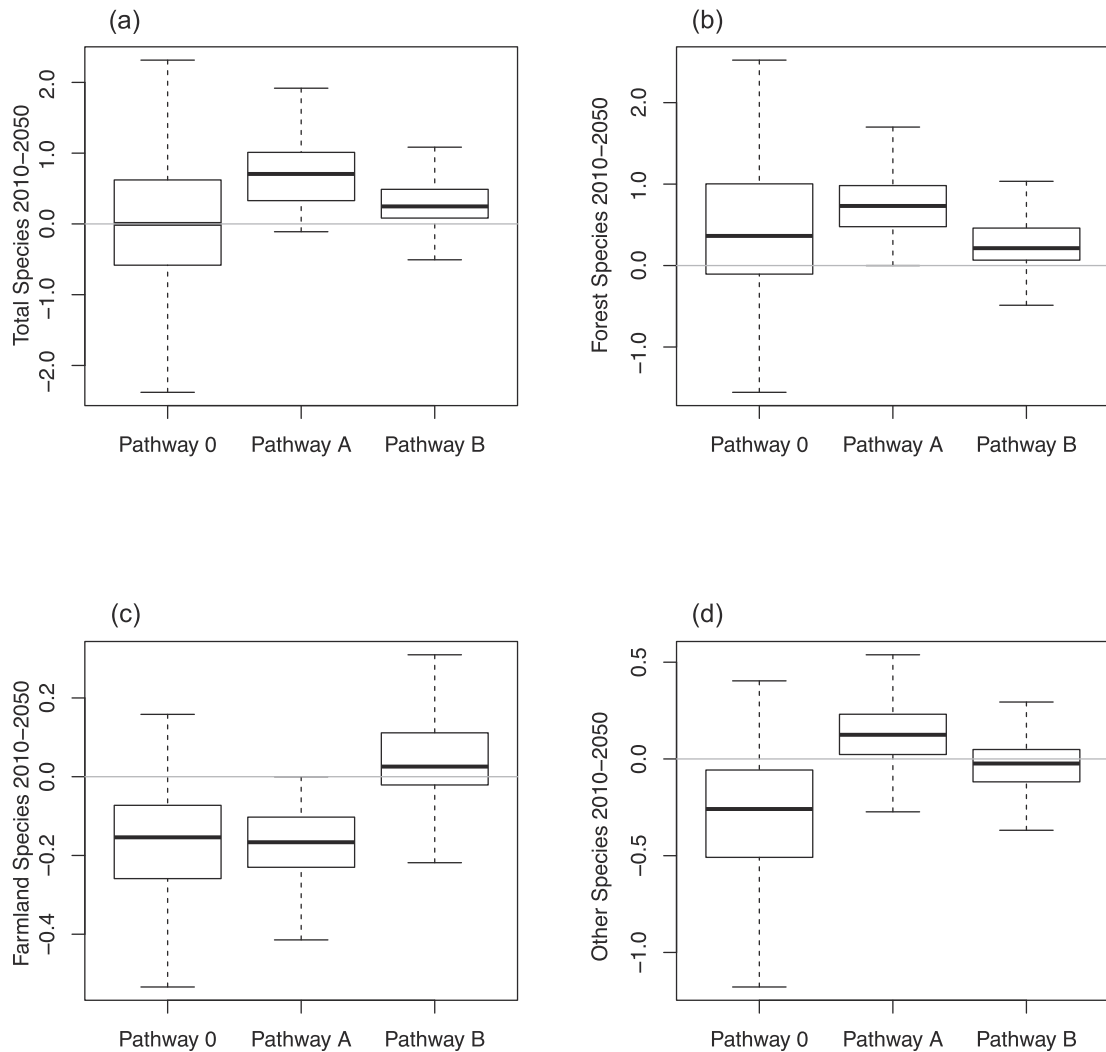 (a)
Total Species 2010−2050
2.0
1.0
0.0
−1.0
−2.0
Pathway 0 Pathway A Pathway B
(b)
Forest Species 2010−2050
2.0
1.0
0.0
−1.0
Pathway 0 Pathway A Pathway B
(c)
Farmland Species 2010−2050
0.2
0.0
−0.2
−0.4
Pathway 0 Pathway A Pathway B
(d)
Other Species 2010−2050
0.5
0.0
−0.5
−1.0
Pathway 0 Pathway A Pathway B